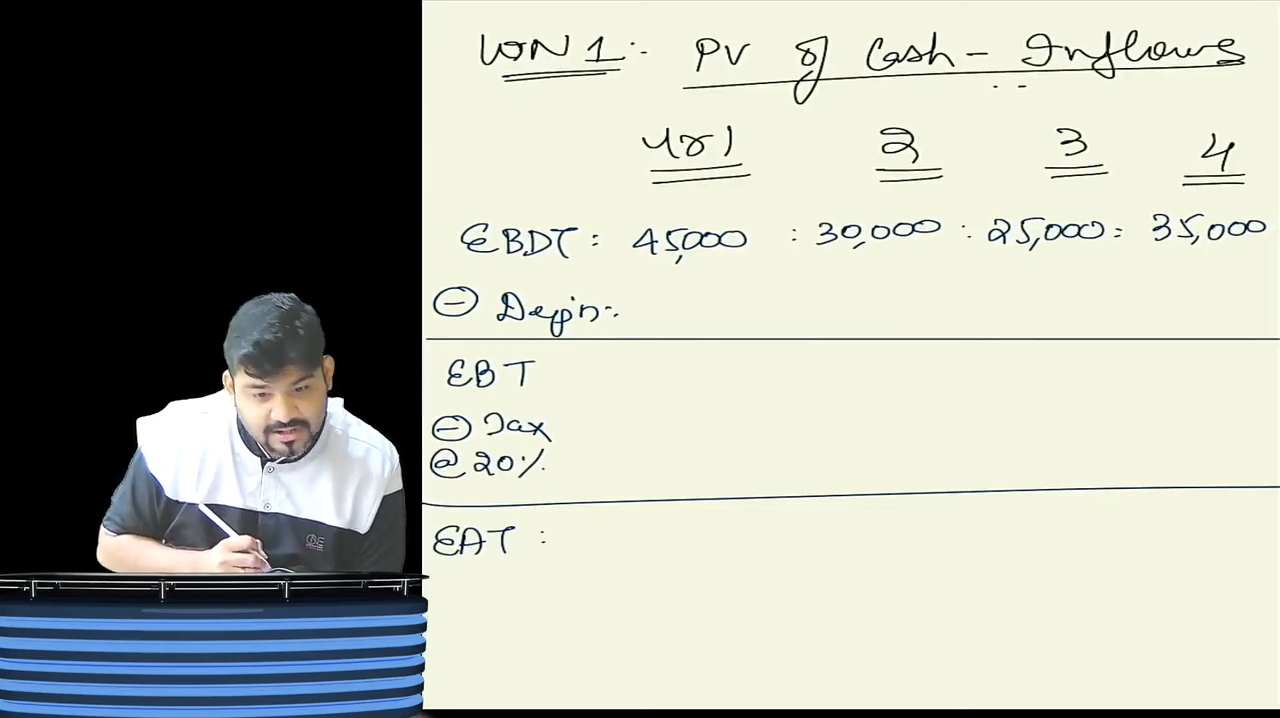 WN 1:- PV of Cash - Inflows
Yr 1 2 3 4
EBDT : 45,000 : 30,000 : 25,000 : 35,000
⊖ Dep'n:-
EBT
⊖ Tax
@ 20%
EAT :